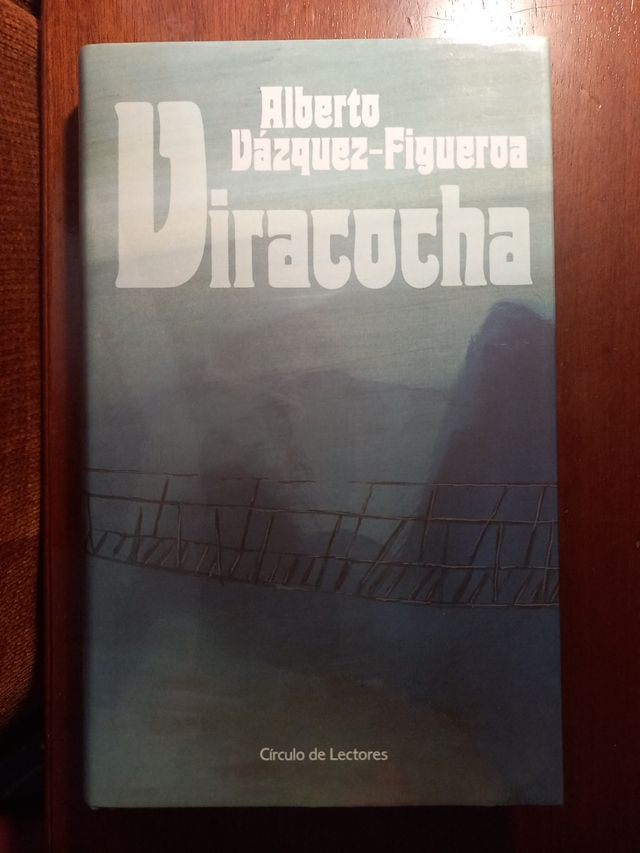 Alberto
Vázquez-Figueroa
Viracocha
Círculo de Lectores